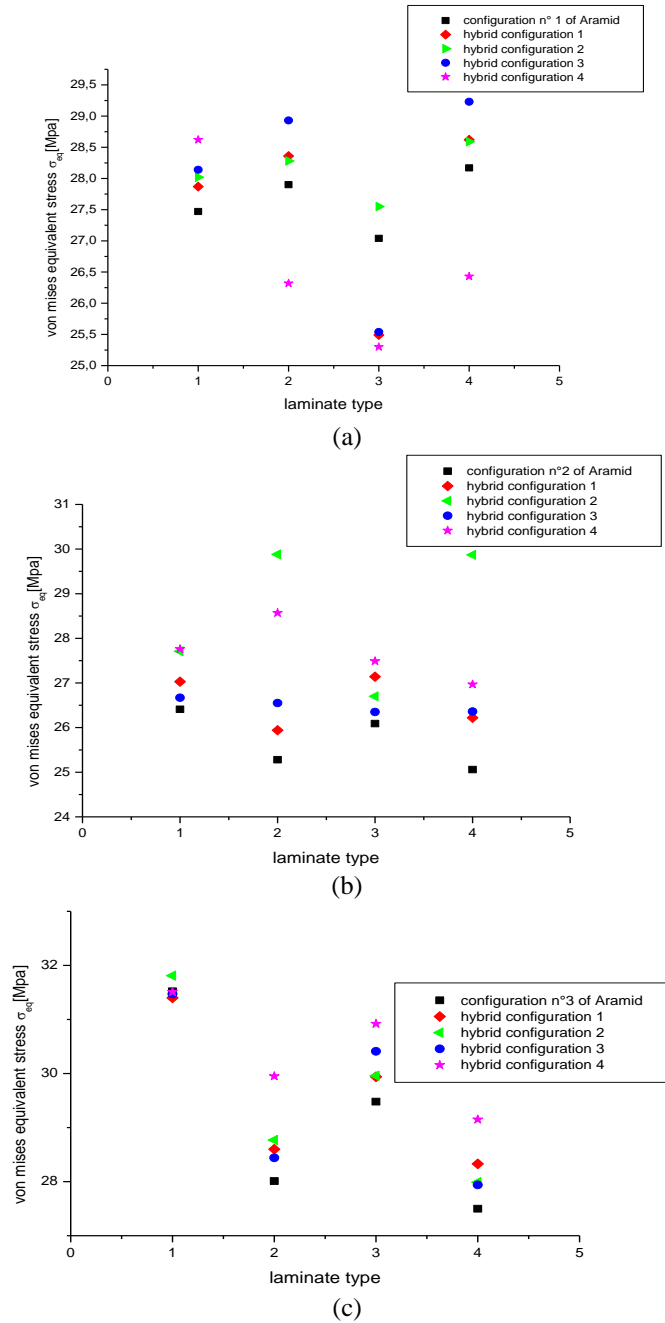 configuration n° 1 of Aramid
hybrid configuration 1
hybrid configuration 2
hybrid configuration 3
hybrid configuration 4
29,5
29,0
28,5
28,0
27,5
27,0
26,5
26,0
25,5
25,0
von mises equivalent stress σeq[Mpa]
0 1 2 3 4 5
laminate type
(a)
configuration n°2 of Aramid
hybrid configuration 1
hybrid configuration 2
hybrid configuration 3
hybrid configuration 4
31
30
29
28
27
26
25
24
von mises equivalent stress σeq[Mpa]
0 1 2 3 4 5
laminate type
(b)
32
30
28
von mises equivalent stress σeq[Mpa]
configuration n°3 of Aramid
hybrid configuration 1
hybrid configuration 2
hybrid configuration 3
hybrid configuration 4
0 1 2 3 4 5
laminate type
(c)